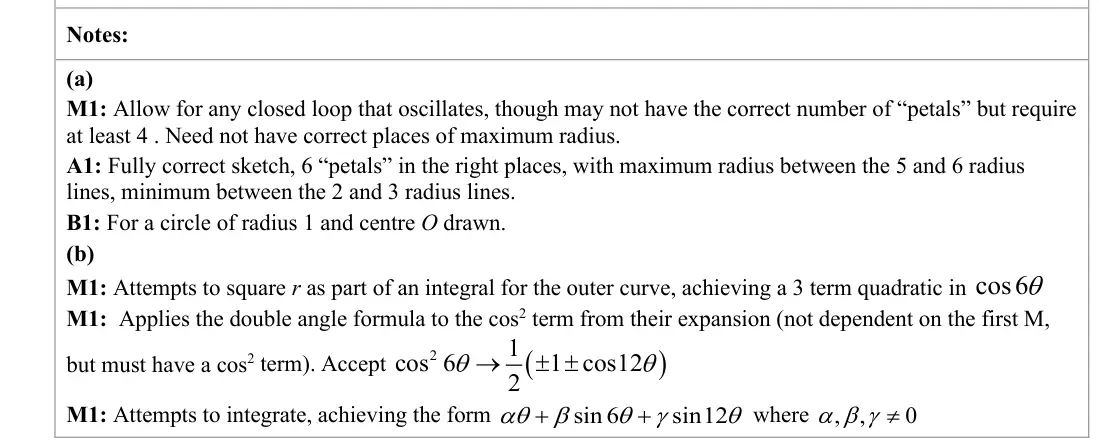 Notes:
(a)
M1: Allow for any closed loop that oscillates, though may not have the correct number of “petals” but require
at least 4 . Need not have correct places of maximum radius.
A1: Fully correct sketch, 6 “petals” in the right places, with maximum radius between the 5 and 6 radius
lines, minimum between the 2 and 3 radius lines.
B1: For a circle of radius 1 and centre O drawn.
(b)
M1: Attempts to square r as part of an integral for the outer curve, achieving a 3 term quadratic in cos 6θ
M1: Applies the double angle formula to the cos² term from their expansion (not dependent on the first M,
but must have a cos² term). Accept cos² 6θ → 1/2 (±1 ± cos12θ)
M1: Attempts to integrate, achieving the form αθ + β sin 6θ + γ sin12θ where α, β, γ ≠ 0